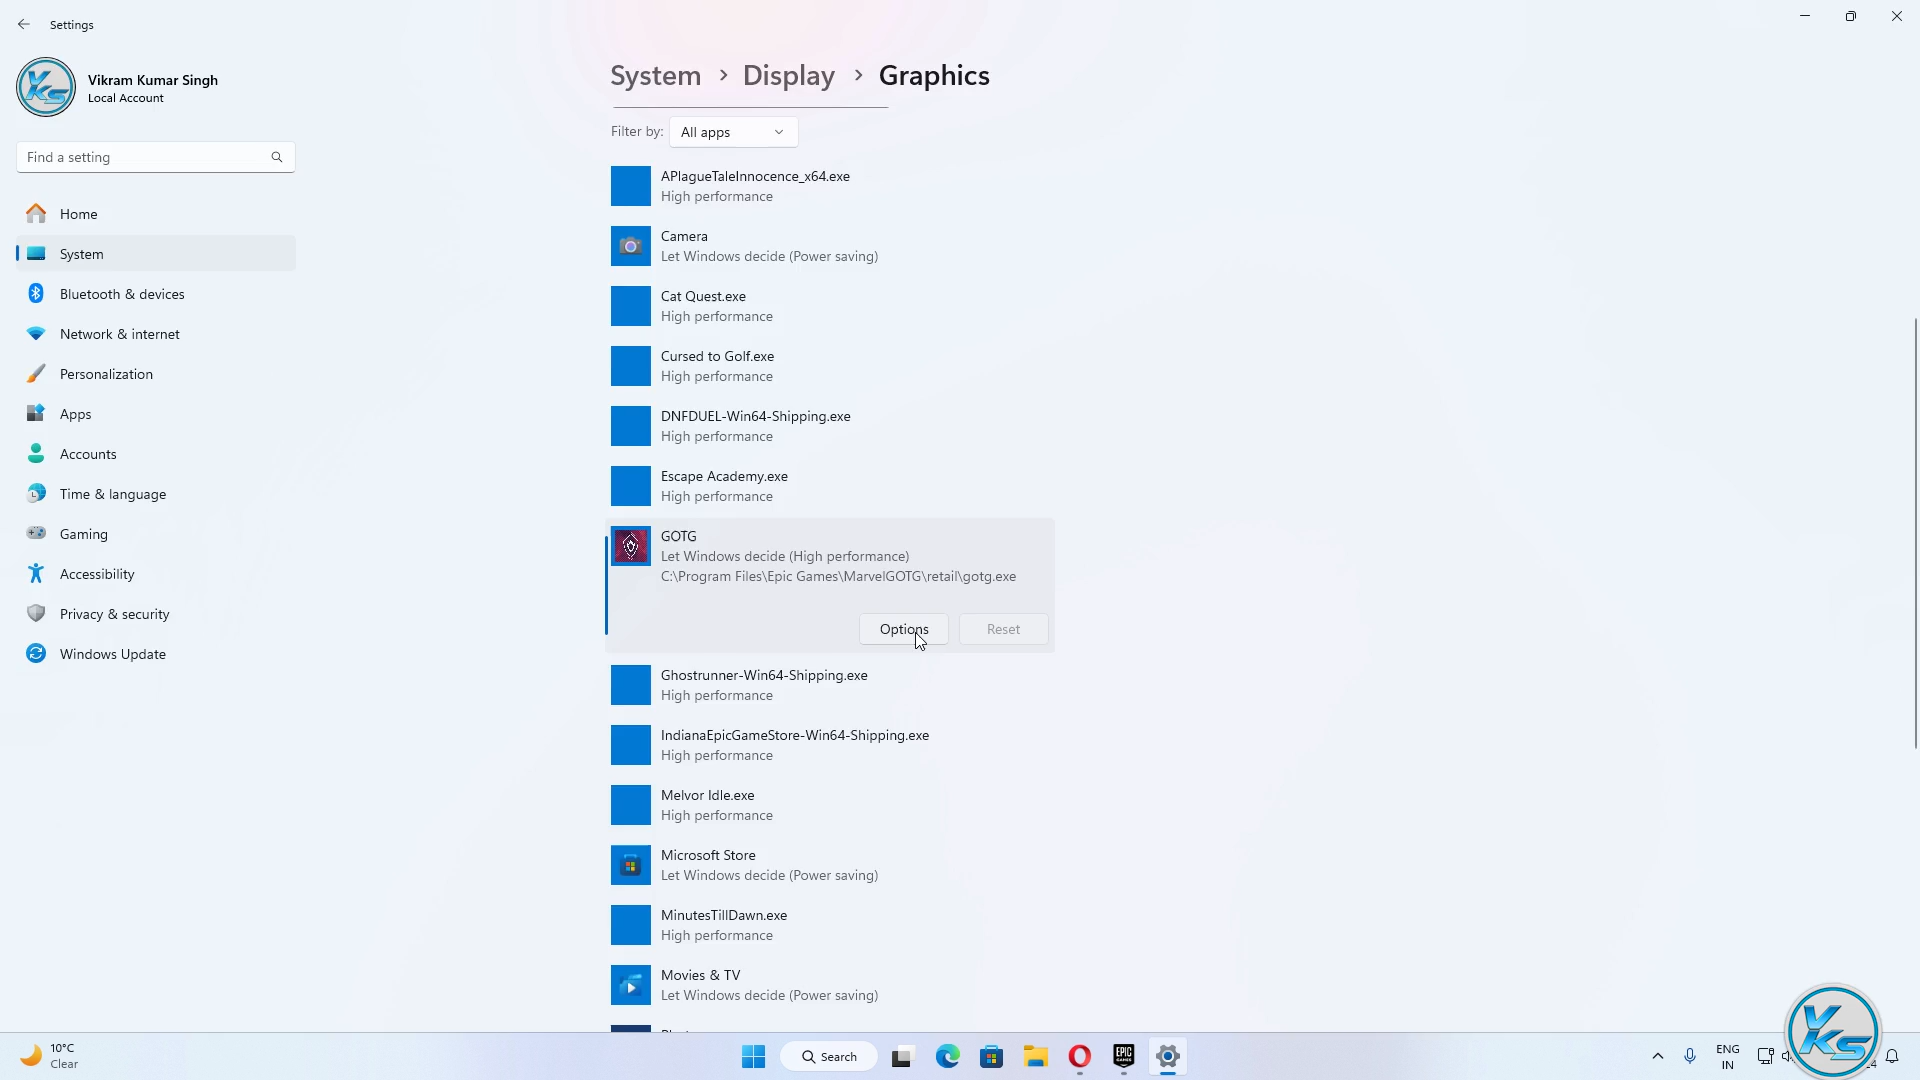 Settings
Vikram Kumar Singh
Local Account
Find a setting
Home
System
Bluetooth & devices
Network & internet
Personalization
Apps
Accounts
Time & language
Gaming
Accessibility
Privacy & security
Windows Update
System > Display > Graphics
Filter by: All apps
APlagueTaleInnocence_x64.exe
High performance
Camera
Let Windows decide (Power saving)
Cat Quest.exe
High performance
Cursed to Golf.exe
High performance
DNFDUEL-Win64-Shipping.exe
High performance
Escape Academy.exe
High performance
GOTG
Let Windows decide (High performance)
C:\Program Files\Epic Games\MarvelGOTG\retail\gotg.exe
Options Reset
Ghostrunner-Win64-Shipping.exe
High performance
IndianaEpicGameStore-Win64-Shipping.exe
High performance
Melvor Idle.exe
High performance
Microsoft Store
Let Windows decide (Power saving)
MinutesTillDawn.exe
High performance
Movies & TV
Let Windows decide (Power saving)
10°C
Clear
Search
EPIC
GAMES
ENG
IN
VKS